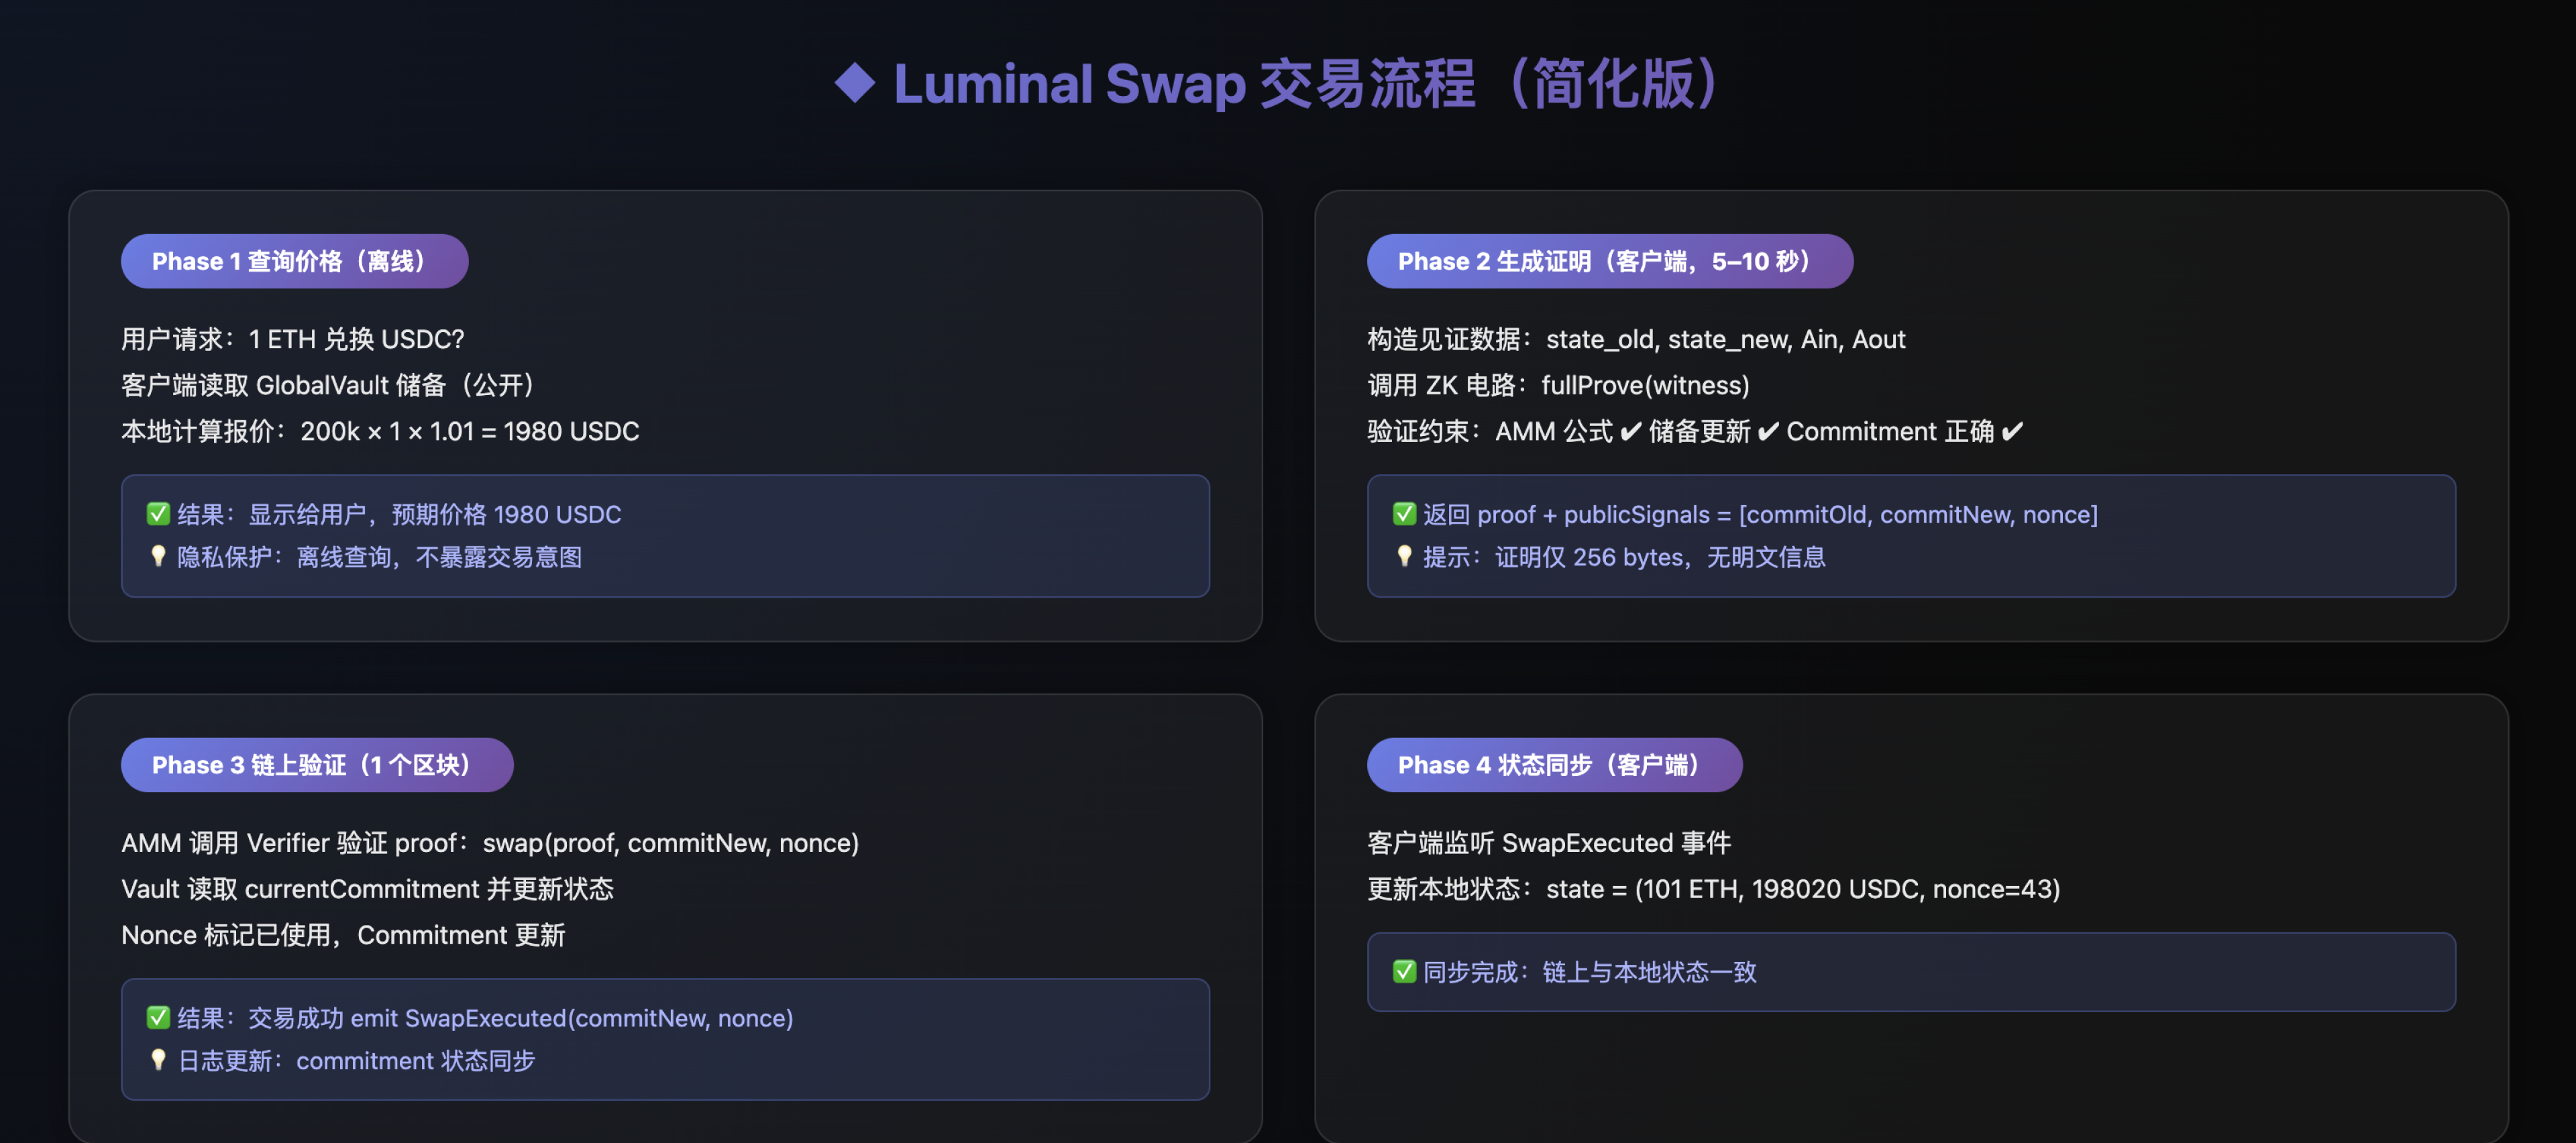 ◆ Luminal Swap 交易流程（简化版）
Phase 1 查询价格（离线）
用户请求：1 ETH 兑换 USDC?
客户端读取 GlobalVault 储备（公开）
本地计算报价：200k × 1 × 1.01 = 1980 USDC
✅ 结果：显示给用户，预期价格 1980 USDC
💡 隐私保护：离线查询，不暴露交易意图
Phase 2 生成证明（客户端，5–10 秒）
构造见证数据：state_old, state_new, Ain, Aout
调用 ZK 电路：fullProve(witness)
验证约束：AMM 公式 ✔ 储备更新 ✔ Commitment 正确 ✔
✅ 返回 proof + publicSignals = [commitOld, commitNew, nonce]
💡 提示：证明仅 256 bytes，无明文信息
Phase 3 链上验证（1 个区块）
AMM 调用 Verifier 验证 proof：swap(proof, commitNew, nonce)
Vault 读取 currentCommitment 并更新状态
Nonce 标记已使用，Commitment 更新
✅ 结果：交易成功 emit SwapExecuted(commitNew, nonce)
💡 日志更新：commitment 状态同步
Phase 4 状态同步（客户端）
客户端监听 SwapExecuted 事件
更新本地状态：state = (101 ETH, 198020 USDC, nonce=43)
✅ 同步完成：链上与本地状态一致